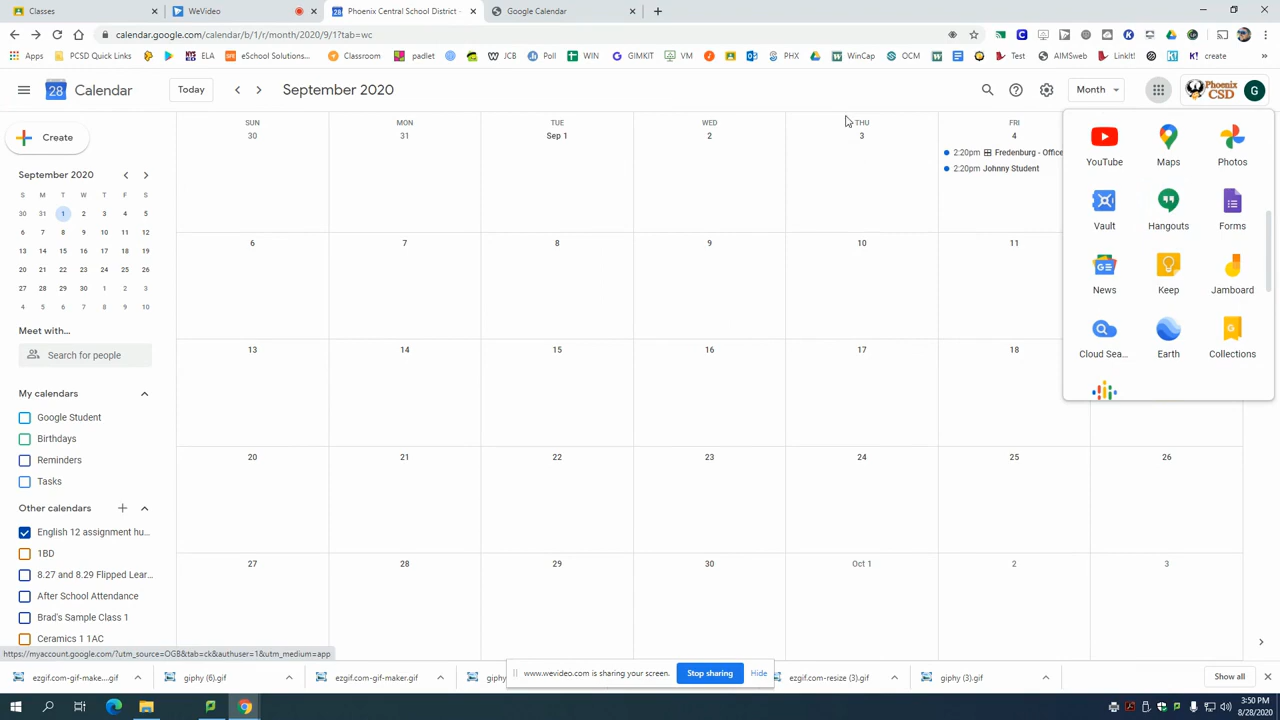 Classes
WeVideo
Phoenix Central School District -
Google Calendar
calendar.google.com/calendar/b/1/r/month/2020/9/1?tab=wc
Apps
PCSD Quick Links
ELA
eSchool Solutions -...
Classroom
padlet
WIN
JCB
Poll
WIN
GIMKIT
VM
PHX
WinCap
OCM
WIN
Test
AIMSweb
LinkIt!
create
28
Calendar
Today
September 2020
Month
Phoenix CSD
G
Create
September 2020
S M T W T F S
30 31 1 2 3 4 5
6 7 8 9 10 11 12
13 14 15 16 17 18 19
20 21 22 23 24 25 26
27 28 29 30 1 2 3
4 5 6 7 8 9 10
Meet with...
Search for people
My calendars
Google Student
Birthdays
Reminders
Tasks
Other calendars
English 12 assignment hu...
1BD
8.27 and 8.29 Flipped Lear...
After School Attendance
Brad's Sample Class 1
Ceramics 1 1AC
SUN MON TUE WED THU FRI
30 31 Sep 1 2 3 4
2:20pm Fredenburg - Office
2:20pm Johnny Student
6 7 8 9 10 11
13 14 15 16 17 18
20 21 22 23 24 25 26
27 28 29 30 Oct 1 2 3
YouTube Maps Photos
Vault Hangouts Forms
News Keep Jamboard
Cloud Sea... Earth Collections
https://myaccount.google.com/?utm_source=OGB&tab=ck&authuser=1&utm_medium=app
ezgif.com-gif-make....gif
giphy (6).gif
ezgif.com-gif-maker.gif
giphy
www.wevideo.com is sharing your screen.
Stop sharing
Hide
ezgif.com-resize (3).gif
giphy (3).gif
Show all
3:50 PM
8/28/2020